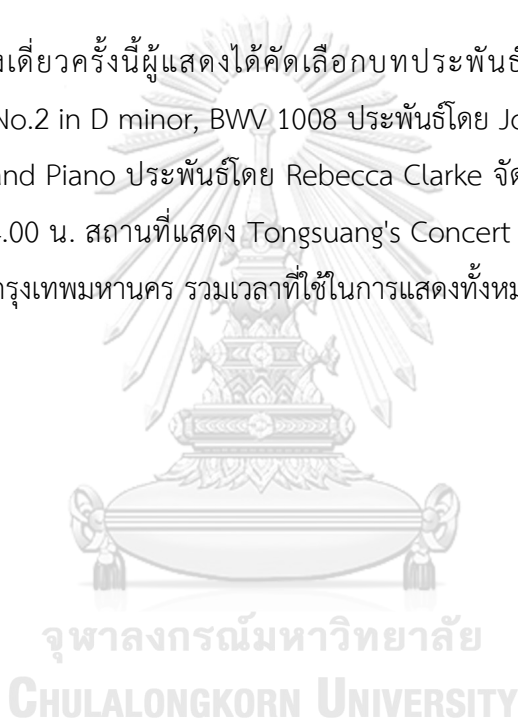 งเดี่ยวครั้งนี้ผู้แสดงได้คัดเลือกบทประพันธ์
No.2 in D minor, BWV 1008 ประพันธ์โดย Jo
and Piano ประพันธ์โดย Rebecca Clarke จัด
.00 น. สถานที่แสดง Tongsuang's Concert
กรุงเทพมหานคร รวมเวลาที่ใช้ในการแสดงทั้งหม
จุฬาลงกรณ์มหาวิทยาลัย
CHULALONGKORN UNIVERSITY